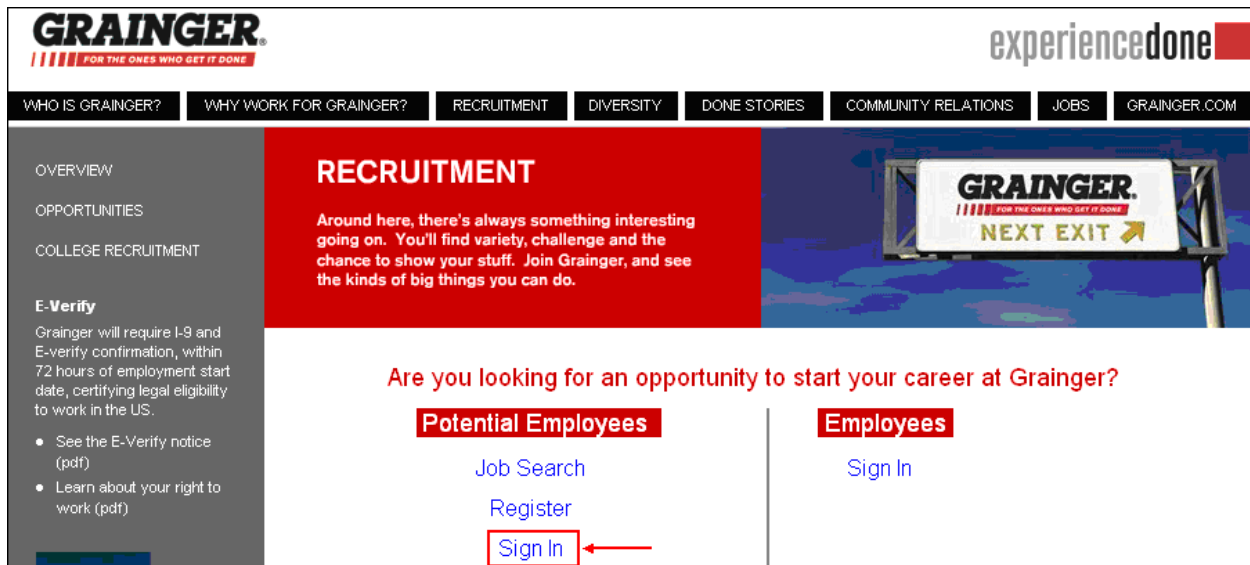 GRAINGER®
FOR THE ONES WHO GET IT DONE
experiencedone
WHO IS GRAINGER?
WHY WORK FOR GRAINGER?
RECRUITMENT
DIVERSITY
DONE STORIES
COMMUNITY RELATIONS
JOBS
GRAINGER.COM
OVERVIEW
OPPORTUNITIES
COLLEGE RECRUITMENT
E-Verify
Grainger will require I-9 and
E-verify confirmation, within
72 hours of employment start
date, certifying legal eligibility
to work in the US.
• See the E-Verify notice
(pdf)
• Learn about your right to
work (pdf)
RECRUITMENT
Around here, there's always something interesting
going on. You'll find variety, challenge and the
chance to show your stuff. Join Grainger, and see
the kinds of big things you can do.
GRAINGER.
FOR THE ONES WHO GET IT DONE
NEXT EXIT
Are you looking for an opportunity to start your career at Grainger?
Potential Employees
Job Search
Register
Sign In
Employees
Sign In